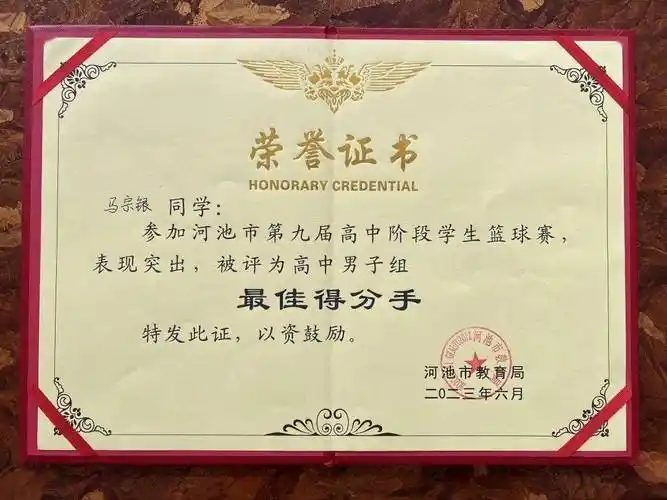 荣誉证书
HONORARY CREDENTIAL
马宗银 同学：
参加河池市第九届高中阶段学生篮球赛，
表现突出，被评为高中男子组
最佳得分手
特发此证，以资鼓励。
河池市教育局
二〇二三年六月